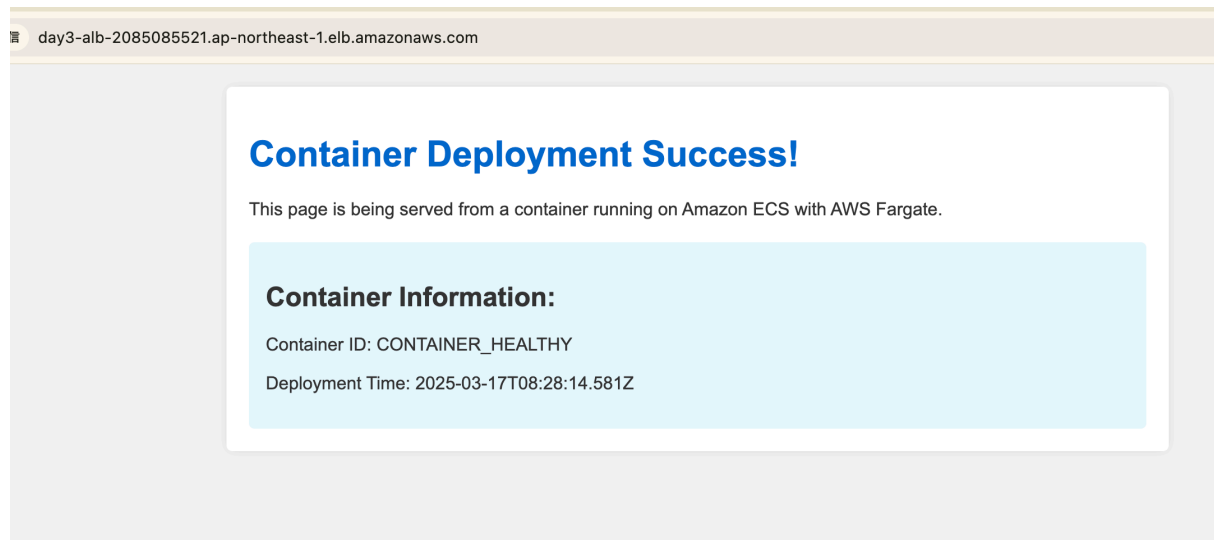 信 day3-alb-2085085521.ap-northeast-1.elb.amazonaws.com
Container Deployment Success!
This page is being served from a container running on Amazon ECS with AWS Fargate.
Container Information:
Container ID: CONTAINER_HEALTHY
Deployment Time: 2025-03-17T08:28:14.581Z